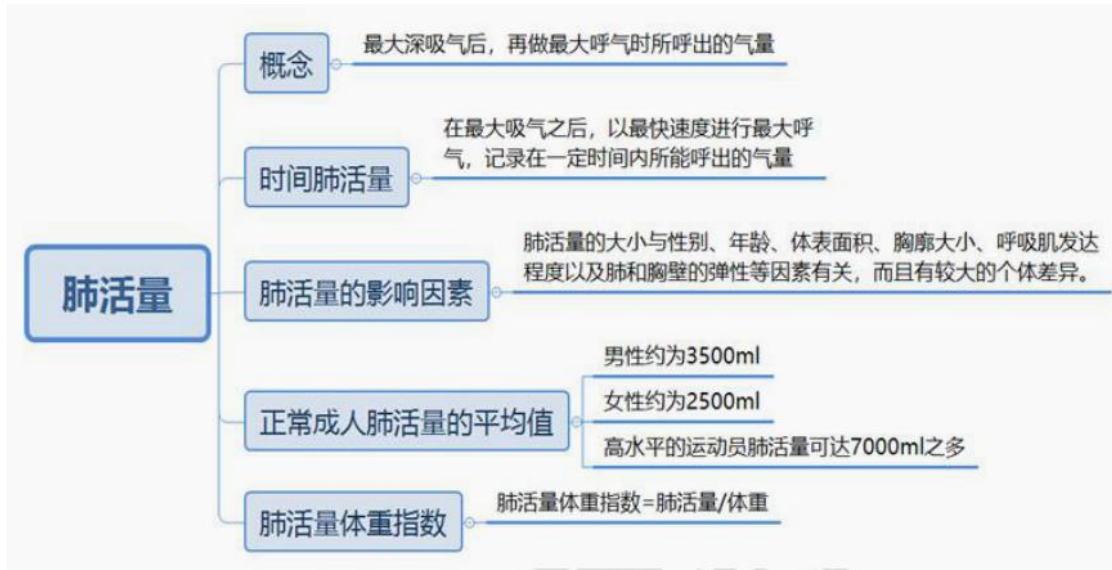 肺活量
概念
最大深吸气后，再做最大呼气时所呼出的气量
时间肺活量
在最大吸气之后，以最快速度进行最大呼
气，记录在一定时间内所能呼出的气量
肺活量的影响因素
肺活量的大小与性别、年龄、体表面积、胸廓大小、呼吸肌发达
程度以及肺和胸壁的弹性等因素有关，而且有较大的个体差异。
正常成人肺活量的平均值
男性约为3500ml
女性约为2500ml
高水平的运动员肺活量可达7000ml之多
肺活量体重指数
肺活量体重指数=肺活量/体重